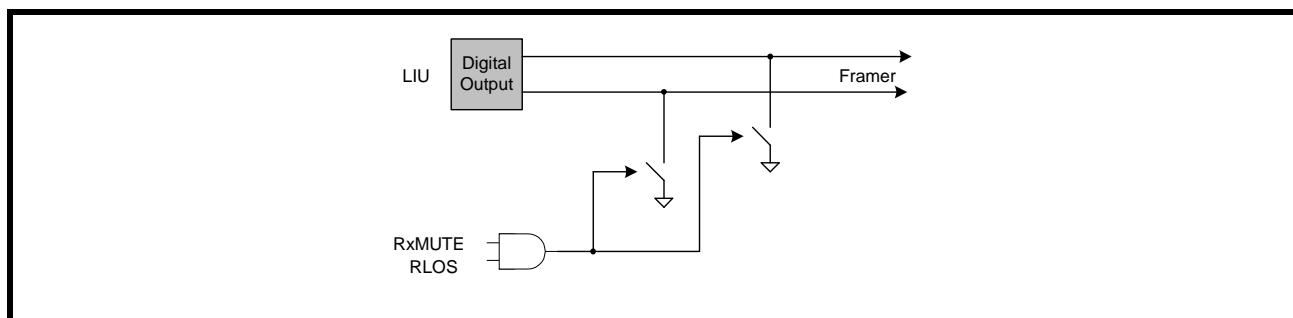 LIU
Digital
Output
Framer
RxMUTE
RLOS